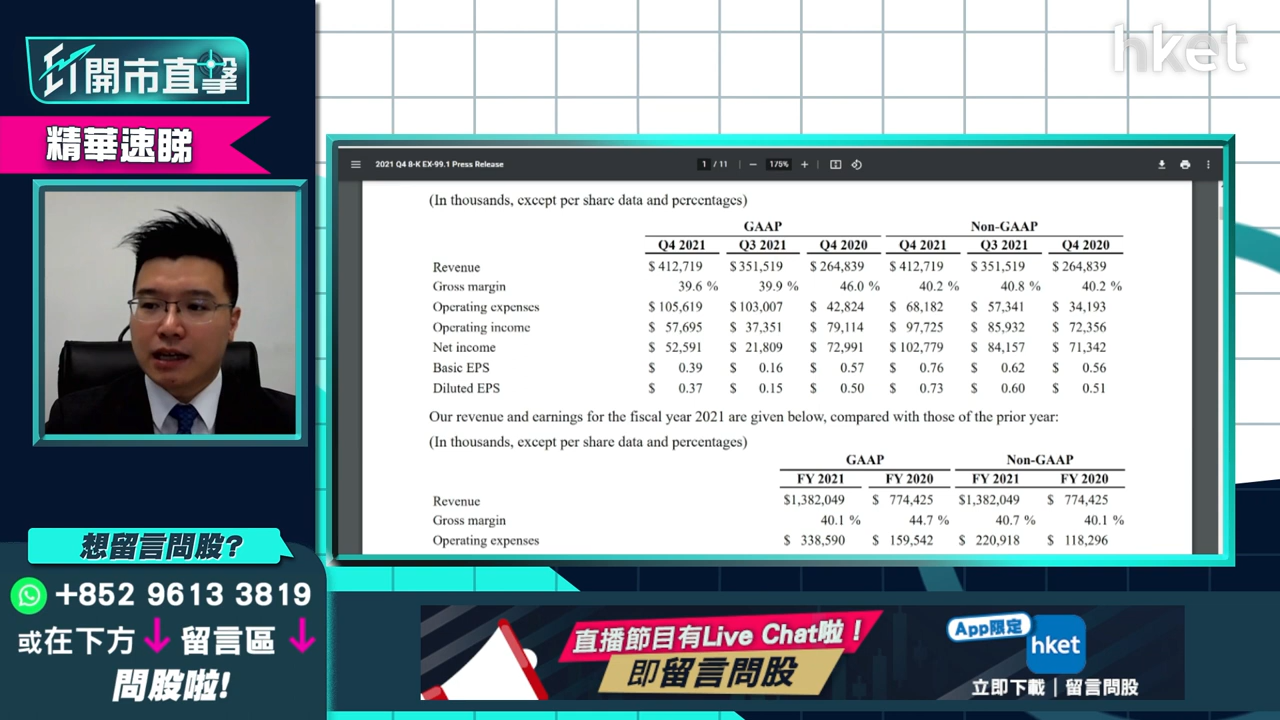 hket
ET開市直擊
精華速睇
2021 Q4 8-K EX-99.1 Press Release
1 / 11
175%
(In thousands, except per share data and percentages)
GAAP Non-GAAP
Q4 2021 Q3 2021 Q4 2020 Q4 2021 Q3 2021 Q4 2020
Revenue $ 412,719 $ 351,519 $ 264,839 $ 412,719 $ 351,519 $ 264,839
Gross margin 39.6 % 39.9 % 46.0 % 40.2 % 40.8 % 40.2 %
Operating expenses $ 105,619 $ 103,007 $ 42,824 $ 68,182 $ 57,341 $ 34,193
Operating income $ 57,695 $ 37,351 $ 79,114 $ 97,725 $ 85,932 $ 72,356
Net income $ 52,591 $ 21,809 $ 72,991 $ 102,779 $ 84,157 $ 71,342
Basic EPS $ 0.39 $ 0.16 $ 0.57 $ 0.76 $ 0.62 $ 0.56
Diluted EPS $ 0.37 $ 0.15 $ 0.50 $ 0.73 $ 0.60 $ 0.51
Our revenue and earnings for the fiscal year 2021 are given below, compared with those of the prior year:
(In thousands, except per share data and percentages)
GAAP Non-GAAP
FY 2021 FY 2020 FY 2021 FY 2020
Revenue $1,382,049 $ 774,425 $1,382,049 $ 774,425
Gross margin 40.1 % 44.7 % 40.7 % 40.1 %
Operating expenses $ 338,590 $ 159,542 $ 220,918 $ 118,296
想留言問股?
+852 9613 3819
或在下方 留言區
問股啦!
直播節目有Live Chat啦!
即留言問股
App限定
hket
立即下載 | 留言問股